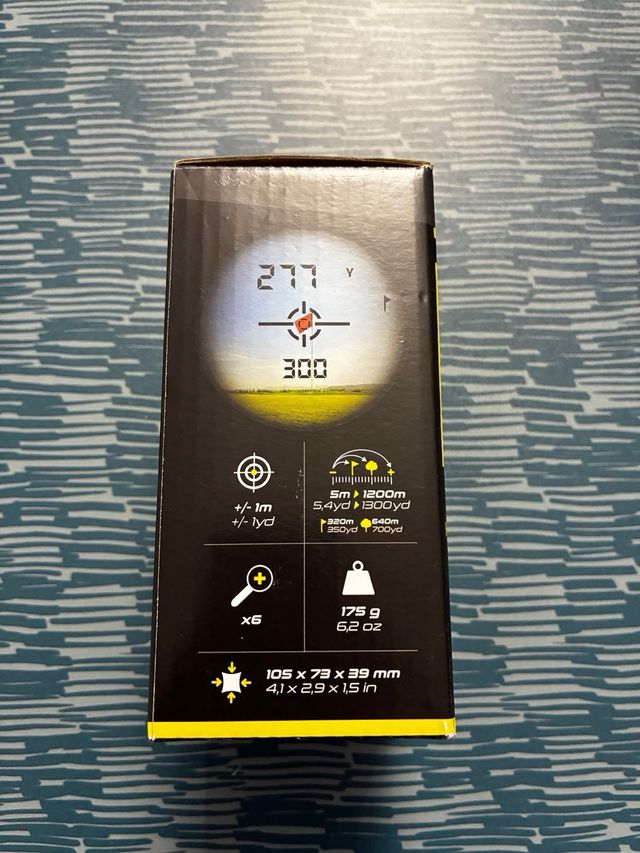 277 Y
300
+/- 1m
+/- 1yd
- +
5m 1200m
5,4yd 1300yd
320m 640m
350yd 700yd
x6
175 g
6,2 oz
105 x 73 x 39 mm
4,1 x 2,9 x 1,5 in